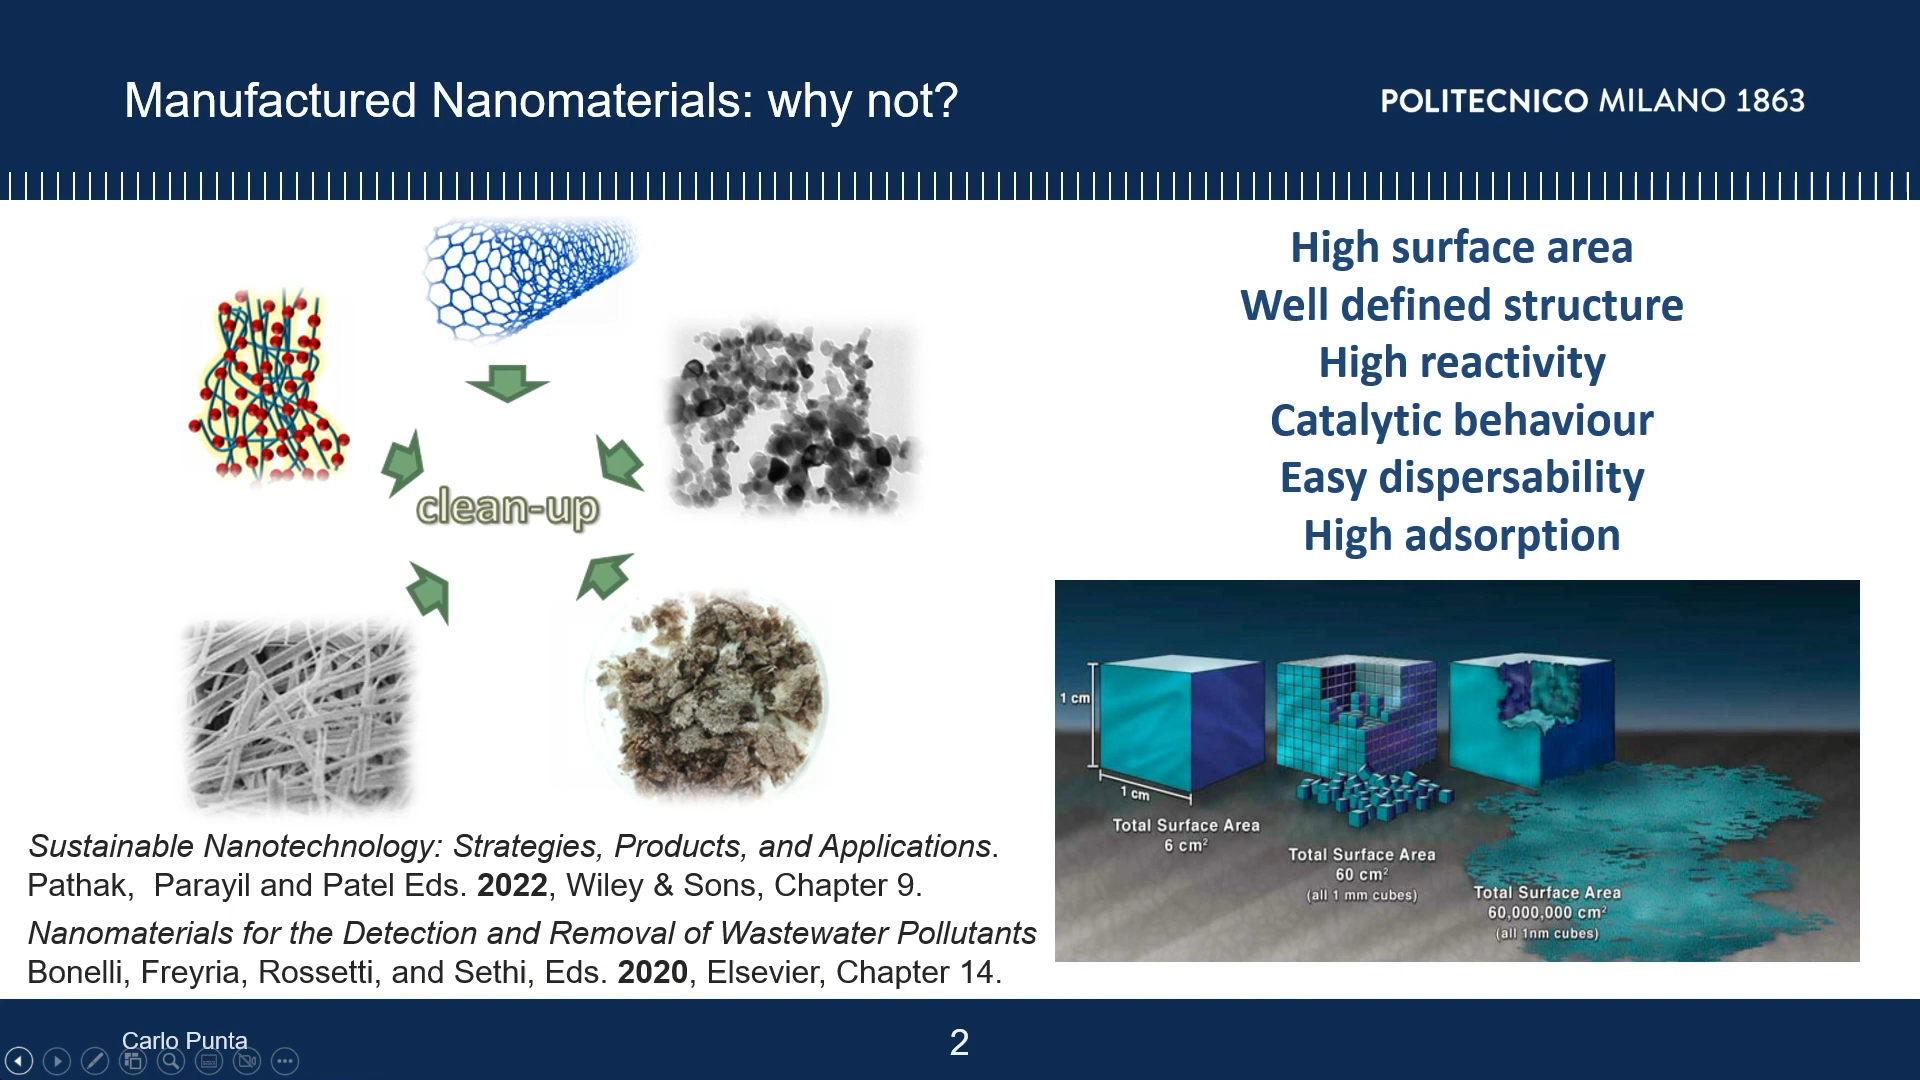 Manufactured Nanomaterials: why not?
POLITECNICO MILANO 1863
clean-up
Sustainable Nanotechnology: Strategies, Products, and Applications.
Pathak, Parayil and Patel Eds. 2022, Wiley & Sons, Chapter 9.
Nanomaterials for the Detection and Removal of Wastewater Pollutants
Bonelli, Freyria, Rossetti, and Sethi, Eds. 2020, Elsevier, Chapter 14.
High surface area
Well defined structure
High reactivity
Catalytic behaviour
Easy dispersability
High adsorption
1 cm
1 cm
Total Surface Area
6 cm²
Total Surface Area
60 cm²
(all 1 mm cubes)
Total Surface Area
60,000,000 cm²
(all 1nm cubes)
Carlo Punta
2